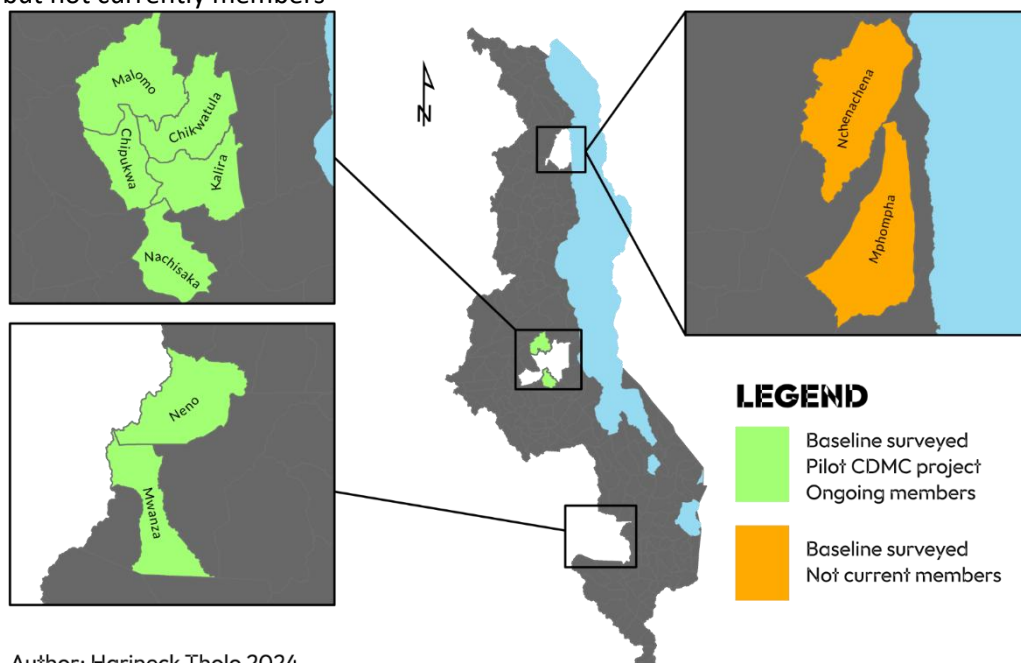 but not currently members
Malomo
Chikwatula
Chipukwa
Kalira
Nachisaka
N
Nchenachena
Mphompha
Neno
Mwanza
LEGEND
Baseline surveyed
Pilot CDMC project
Ongoing members
Baseline surveyed
Not current members
Author: Harineck Tholo 2024